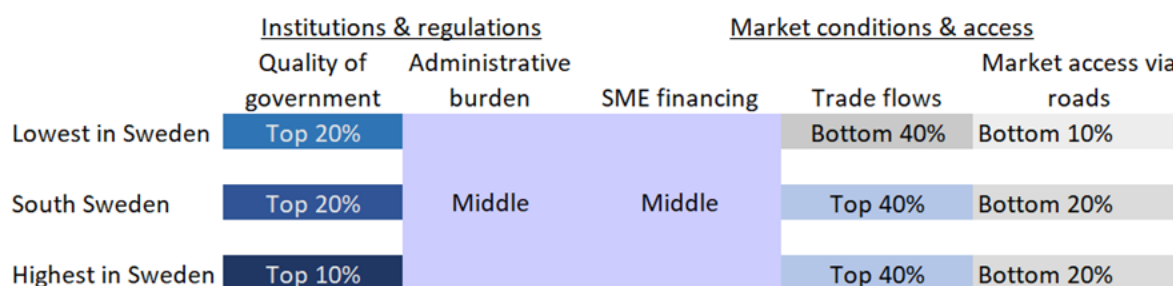 Institutions & regulations Market conditions & access
Quality of Administrative Market access via
government burden SME financing Trade flows roads
Lowest in Sweden Top 20% Bottom 40% Bottom 10%
South Sweden Top 20% Middle Middle Top 40% Bottom 20%
Highest in Sweden Top 10% Top 40% Bottom 20%